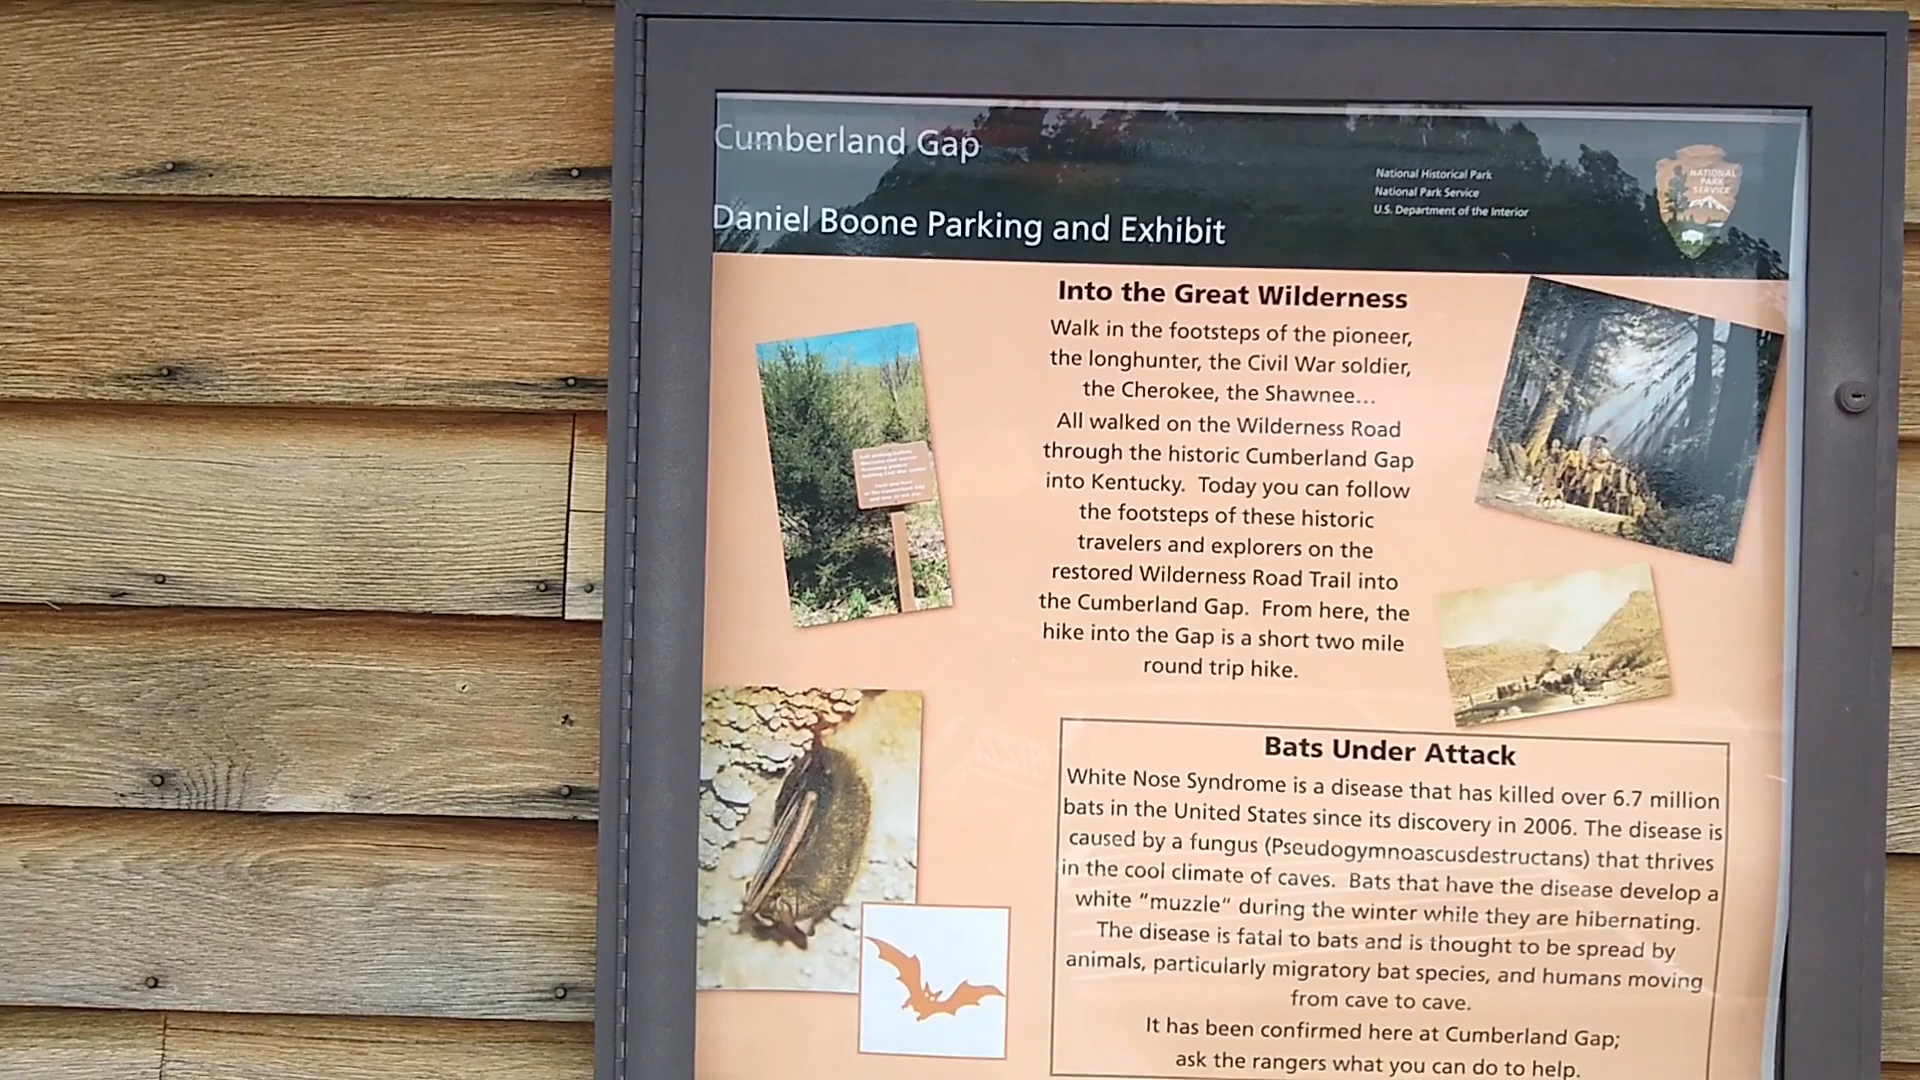 Cumberland Gap
Daniel Boone Parking and Exhibit
National Historical Park
National Park Service
U.S. Department of the Interior
NATIONAL
PARK
SERVICE
Into the Great Wilderness
Walk in the footsteps of the pioneer,
the longhunter, the Civil War soldier,
the Cherokee, the Shawnee...
All walked on the Wilderness Road
through the historic Cumberland Gap
into Kentucky. Today you can follow
the footsteps of these historic
travelers and explorers on the
restored Wilderness Road Trail into
the Cumberland Gap. From here, the
hike into the Gap is a short two mile
round trip hike.
Bats Under Attack
White Nose Syndrome is a disease that has killed over 6.7 million
bats in the United States since its discovery in 2006. The disease is
caused by a fungus (Pseudogymnoascusdestructans) that thrives
in the cool climate of caves. Bats that have the disease develop a
white “muzzle“ during the winter while they are hibernating.
The disease is fatal to bats and is thought to be spread by
animals, particularly migratory bat species, and humans moving
from cave to cave.
It has been confirmed here at Cumberland Gap;
ask the rangers what you can do to help.